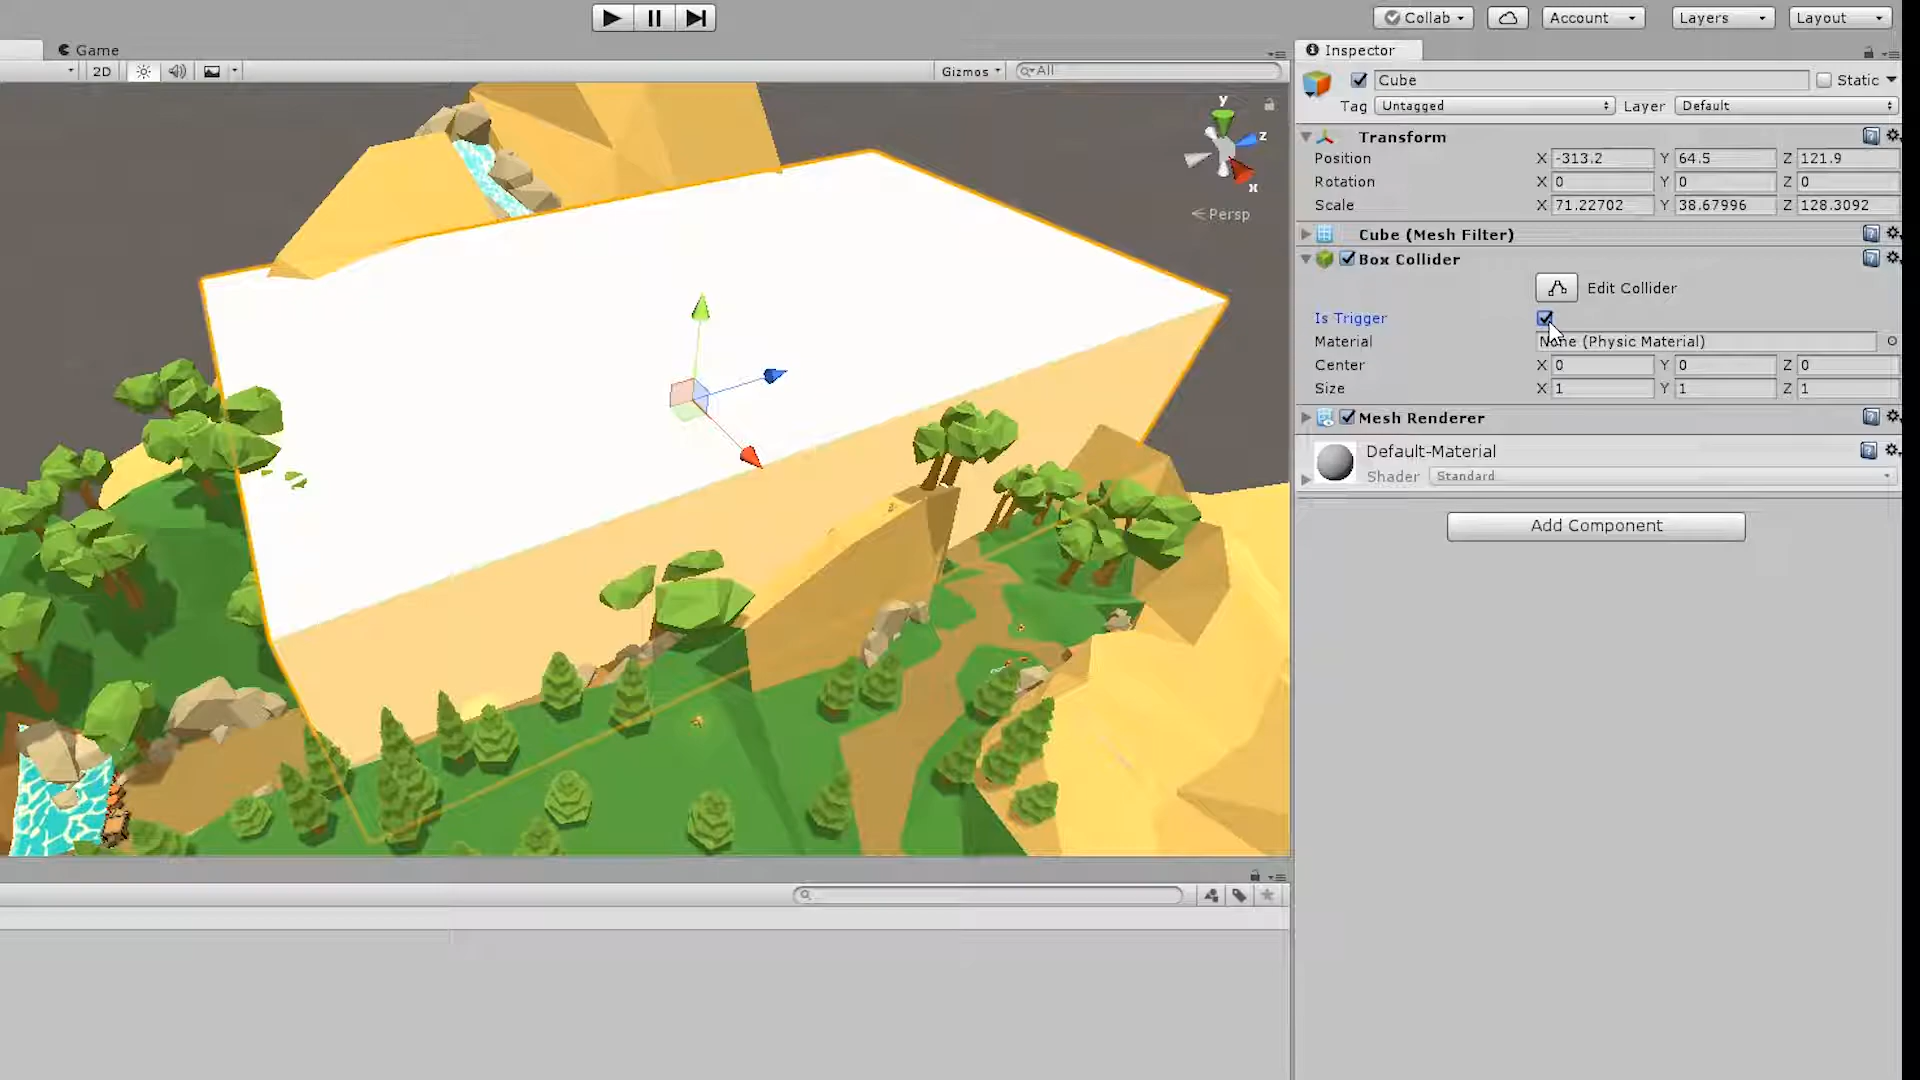 Collab
Account
Layers
Layout
Game
Inspector
2D
Gizmos
All
Cube
Static
Tag Untagged Layer Default
Transform
Position X -313.2 Y 64.5 Z 121.9
Rotation X 0 Y 0 Z 0
Scale X 71.22702 Y 38.67996 Z 128.3092
y
z
x
Persp
Cube (Mesh Filter)
Box Collider
Edit Collider
Is Trigger
Material None (Physic Material)
Center X 0 Y 0 Z 0
Size X 1 Y 1 Z 1
Mesh Renderer
Default-Material
Shader Standard
Add Component